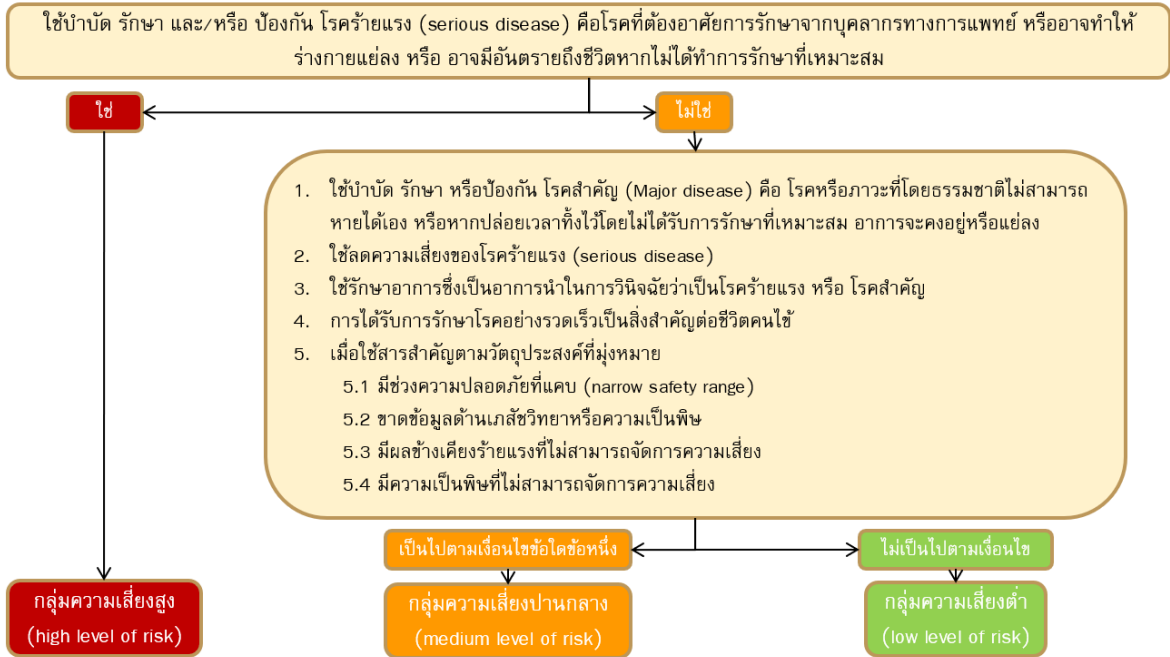 ใช้บำบัด รักษา และ/หรือ ป้องกัน โรคร้ายแรง (serious disease) คือโรคที่ต้องอาศัยการรักษาจากบุคลากรทางการแพทย์ หรืออาจทำให้
ร่างกายแย่ลง หรือ อาจมีอันตรายถึงชีวิตหากไม่ได้ทำการรักษาที่เหมาะสม
ใช่
ไม่ใช่
1. ใช้บำบัด รักษา หรือป้องกัน โรคสำคัญ (Major disease) คือ โรคหรือภาวะที่โดยธรรมชาติไม่สามารถ
หายได้เอง หรือหากปล่อยเวลาทิ้งไว้โดยไม่ได้รับการรักษาที่เหมาะสม อาการจะคงอยู่หรือแย่ลง
2. ใช้ลดความเสี่ยงของโรคร้ายแรง (serious disease)
3. ใช้รักษาอาการซึ่งเป็นอาการนำในการวินิจฉัยว่าเป็นโรคร้ายแรง หรือ โรคสำคัญ
4. การได้รับการรักษาโรคอย่างรวดเร็วเป็นสิ่งสำคัญต่อชีวิตคนไข้
5. เมื่อใช้สารสำคัญตามวัตถุประสงค์ที่มุ่งหมาย
5.1 มีช่วงความปลอดภัยที่แคบ (narrow safety range)
5.2 ขาดข้อมูลด้านเภสัชวิทยาหรือความเป็นพิษ
5.3 มีผลข้างเคียงร้ายแรงที่ไม่สามารถจัดการความเสี่ยง
5.4 มีความเป็นพิษที่ไม่สามารถจัดการความเสี่ยง
เป็นไปตามเงื่อนไขข้อใดข้อหนึ่ง
ไม่เป็นไปตามเงื่อนไข
กลุ่มความเสี่ยงสูง
(high level of risk)
กลุ่มความเสี่ยงปานกลาง
(medium level of risk)
กลุ่มความเสี่ยงต่ำ
(low level of risk)